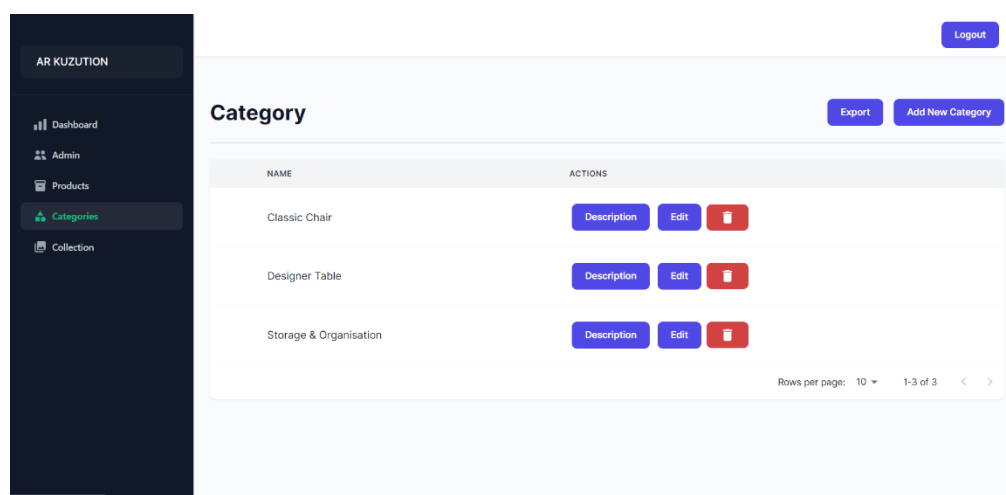 Logout
AR KUZUTION
Dashboard
Admin
Products
Categories
Collection
Category
Export
Add New Category
NAME ACTIONS
Classic Chair Description Edit
Designer Table Description Edit
Storage & Organisation Description Edit
Rows per page: 10 1-3 of 3